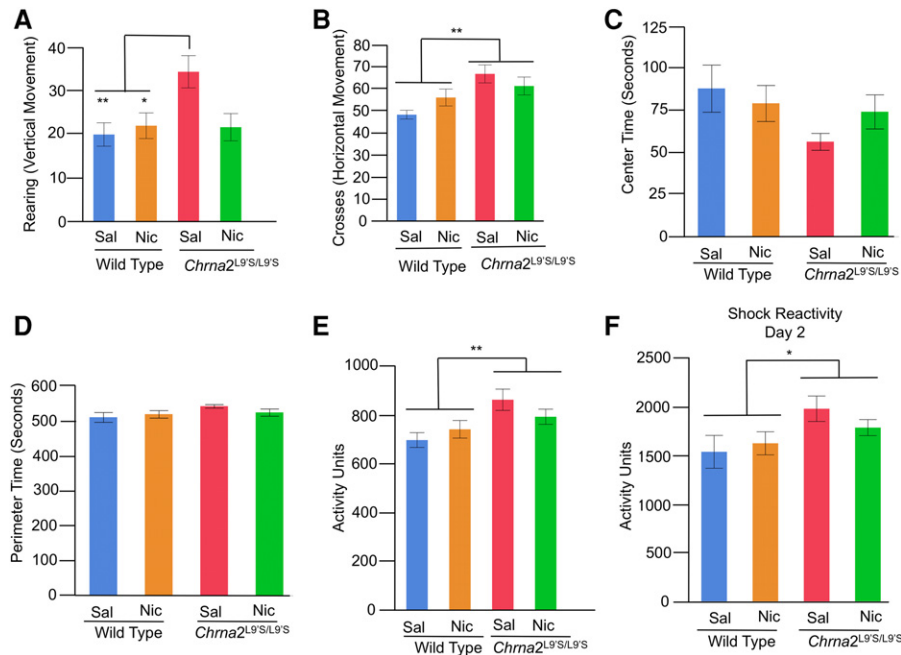 A
Rearing (Vertical Movement)
40
30
20
10
0
**
*
Sal
Nic
Sal
Nic
Wild Type
Chrna2L9'S/L9'S
B
Crosses (Horizontal Movement)
80
70
60
50
40
30
20
10
0
**
Sal
Nic
Sal
Nic
Wild Type
Chrna2L9'S/L9'S
C
Center Time (Seconds)
125
100
75
50
25
0
Sal
Nic
Sal
Nic
Wild Type
Chrna2L9'S/L9'S
D
Perimeter Time (Seconds)
600
500
400
300
200
100
0
Sal
Nic
Sal
Nic
Wild Type
Chrna2L9'S/L9'S
E
Activity Units
1000
800
600
400
200
0
**
Sal
Nic
Sal
Nic
Wild Type
Chrna2L9'S/L9'S
F
Shock Reactivity
Day 2
Activity Units
2500
2000
1500
1000
500
0
*
Sal
Nic
Sal
Nic
Wild Type
Chrna2L9'S/L9'S